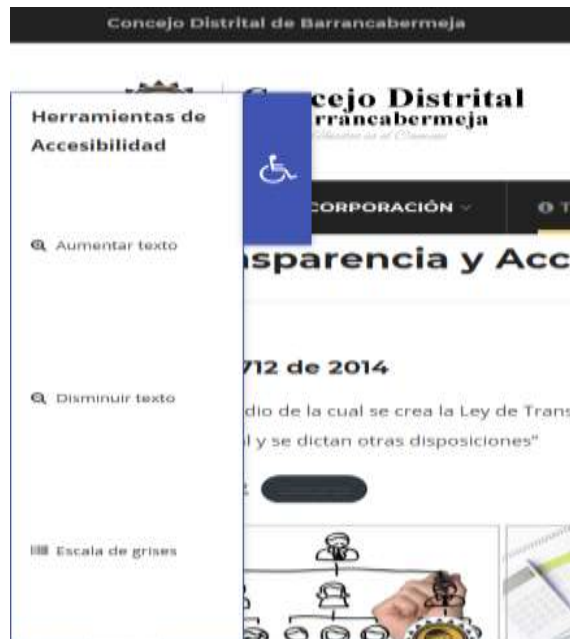 Concejo Distrital de Barrancabermeja
cejo Distrital
rrancabermeja
Herramientas de
Accesibilidad
CORPORACIÓN
T
Aumentar texto
sparencia y Acc
712 de 2014
Disminuir texto
dio de la cual se crea la Ley de Trans
l y se dictan otras disposiciones"
Escala de grises